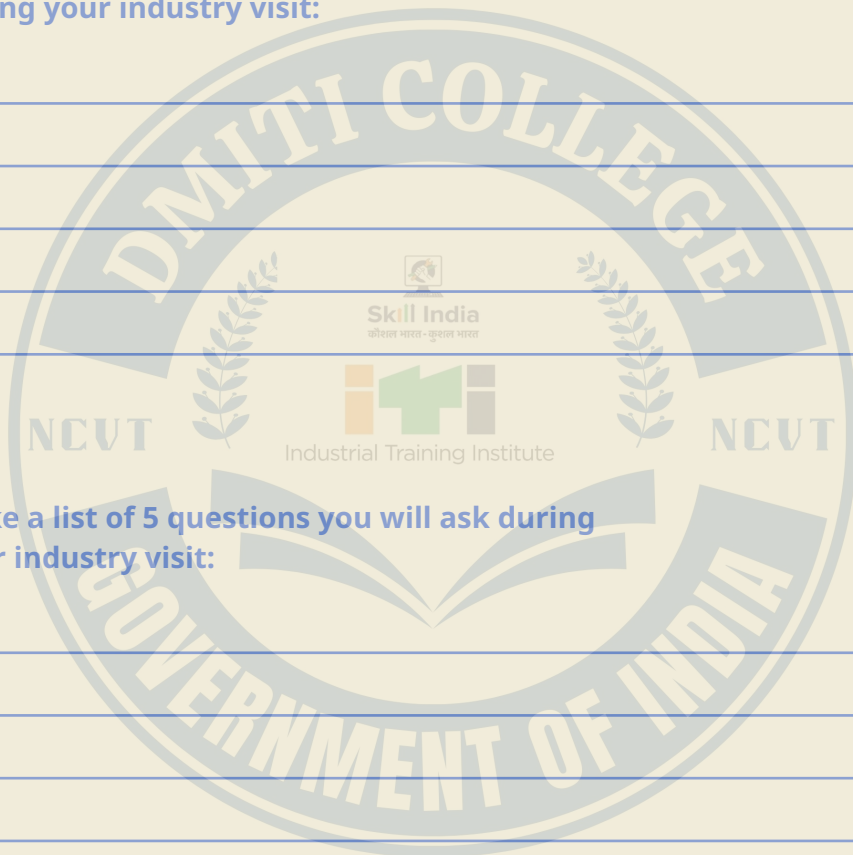 ng your industry visit:
DMITI COLLEGE
Skill India
कौशल भारत-कुशल भारत
iti
NCVT
NCVT
Industrial Training Institute
e a list of 5 questions you will ask during
r industry visit:
GOVERNMENT OF INDIA